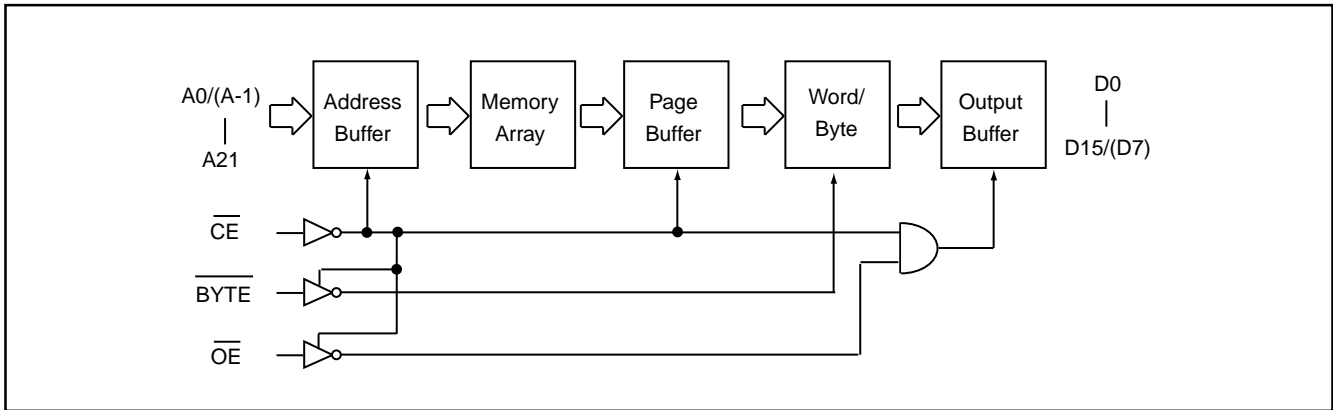 A0/(A-1)
A21
Address
Buffer
Memory
Array
Page
Buffer
Word/
Byte
Output
Buffer
D0
D15/(D7)
CE
BYTE
OE